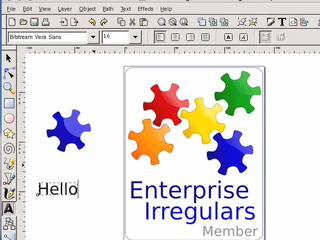 File Edit View Layer Object Path Text Effects Help
Bitstream Vera Sans 16
Hello
Enterprise
Irregulars
Member